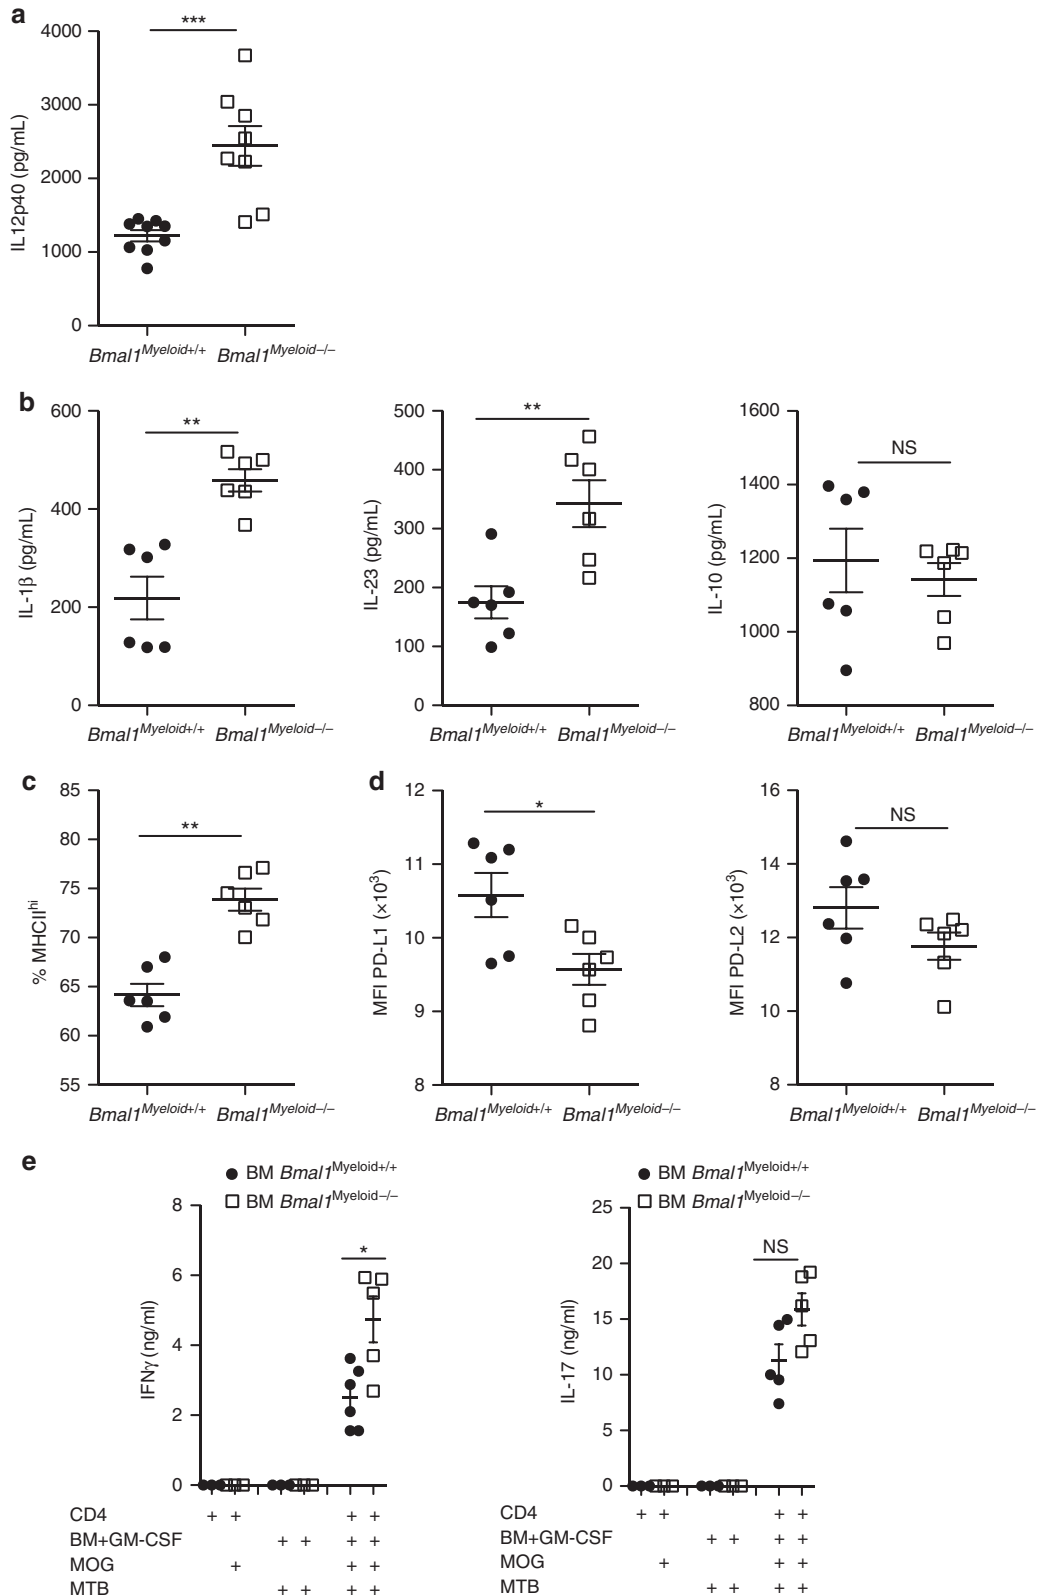 a
***
4000
3000
2000
1000
0
IL12p40 (pg/mL)
Bmal1Myeloid+/+ Bmal1Myeloid−/−
b
**
600
400
200
0
IL-1β (pg/mL)
Bmal1Myeloid+/+ Bmal1Myeloid−/−
**
500
400
300
200
100
0
IL-23 (pg/mL)
Bmal1Myeloid+/+ Bmal1Myeloid−/−
NS
1600
1400
1200
1000
800
IL-10 (pg/mL)
Bmal1Myeloid+/+ Bmal1Myeloid−/−
c
**
85
80
75
70
65
60
55
% MHCIIhi
Bmal1Myeloid+/+ Bmal1Myeloid−/−
d
*
12
11
10
9
8
MFI PD-L1 (×10³)
Bmal1Myeloid+/+ Bmal1Myeloid−/−
NS
16
14
12
10
8
MFI PD-L2 (×10³)
Bmal1Myeloid+/+ Bmal1Myeloid−/−
e
BM Bmal1Myeloid+/+
BM Bmal1Myeloid−/−
*
8
6
4
2
0
IFNγ (ng/ml)
CD4 + + + +
BM+GM-CSF + + + +
MOG + + +
MTB + + + +
BM Bmal1Myeloid+/+
BM Bmal1Myeloid−/−
NS
25
20
15
10
5
0
IL-17 (ng/ml)
CD4 + + + +
BM+GM-CSF + + + +
MOG + + +
MTB + + + +